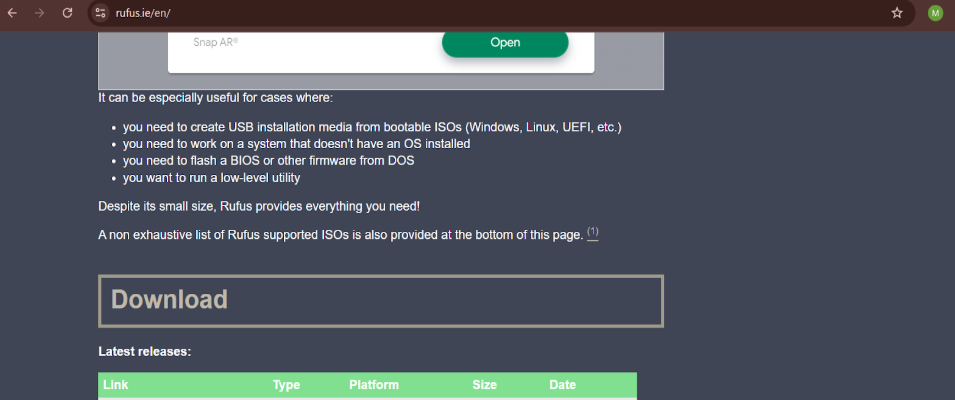 rufus.ie/en/
M
Snap AR®
Open
It can be especially useful for cases where:
• you need to create USB installation media from bootable ISOs (Windows, Linux, UEFI, etc.)
• you need to work on a system that doesn't have an OS installed
• you need to flash a BIOS or other firmware from DOS
• you want to run a low-level utility
Despite its small size, Rufus provides everything you need!
A non exhaustive list of Rufus supported ISOs is also provided at the bottom of this page. (1)
Download
Latest releases:
Link Type Platform Size Date